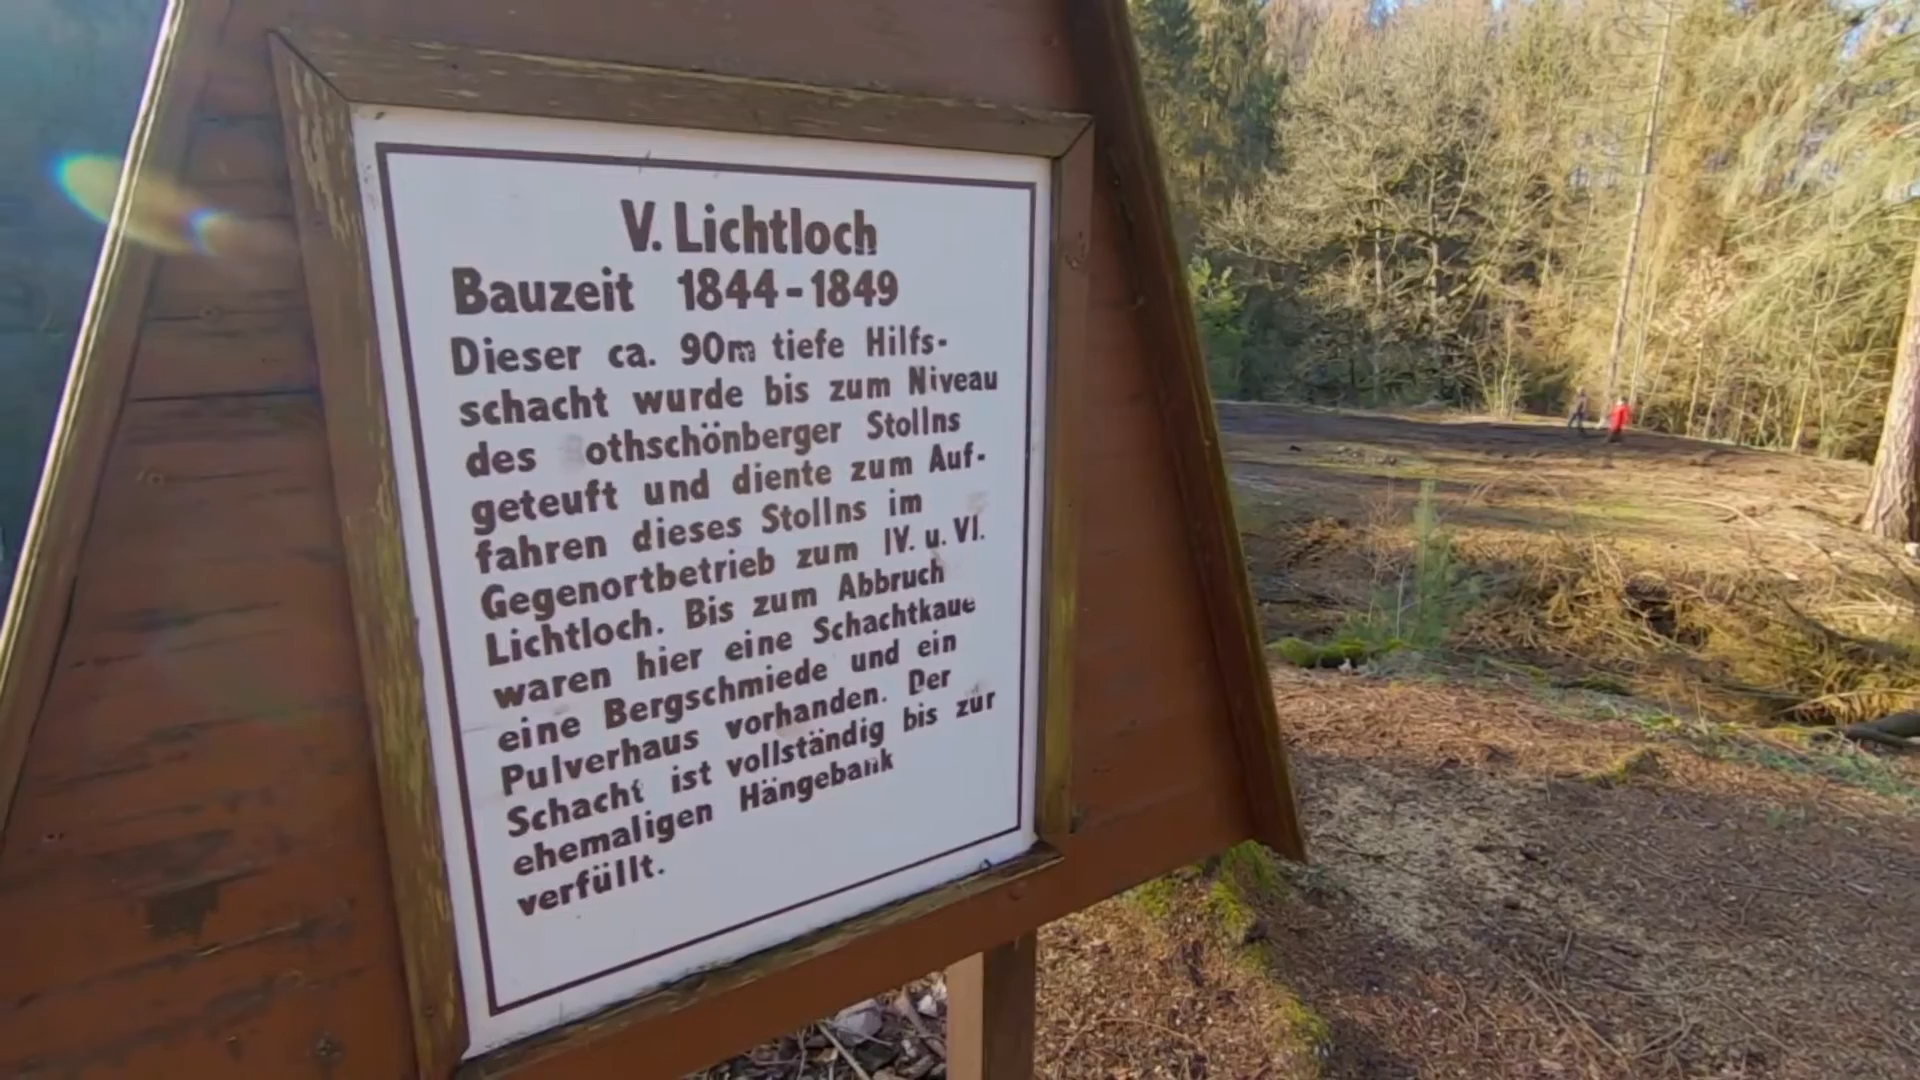 V. Lichtloch
Bauzeit 1844-1849
Dieser ca. 90m tiefe Hilfs-
schacht wurde bis zum Niveau
des othschönberger Stollns
geteuft und diente zum Auf-
fahren dieses Stollns im
Gegenortbetrieb zum IV. u. VI.
Lichtloch. Bis zum Abbruch
waren hier eine Schachtkaue
eine Bergschmiede und ein
Pulverhaus vorhanden. Der
Schacht ist vollständig bis zur
ehemaligen Hängebank
verfüllt.